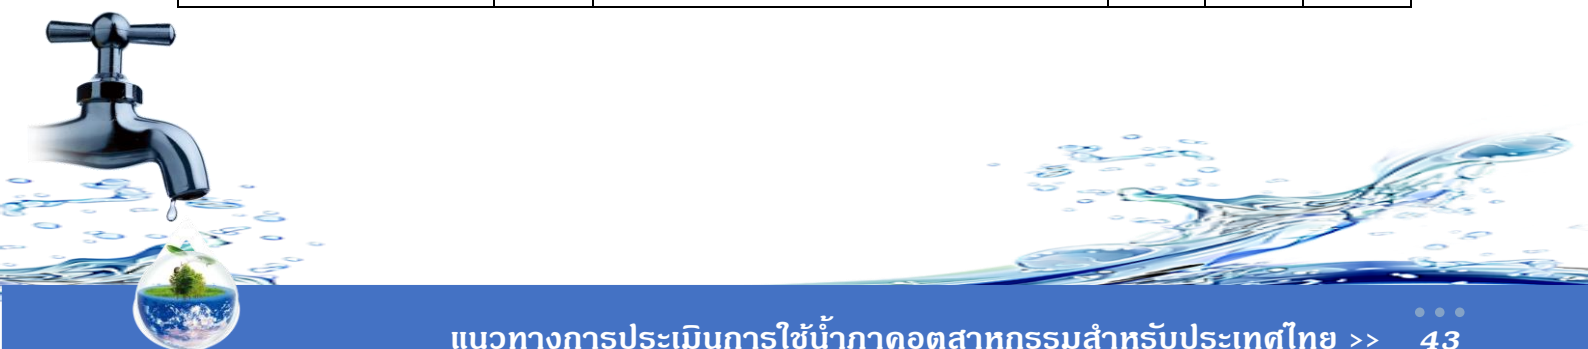 แนวทางการประเมินการใช้น้ำภาคอุตสาหกรรมสำหรับประเทศไทย >> 43